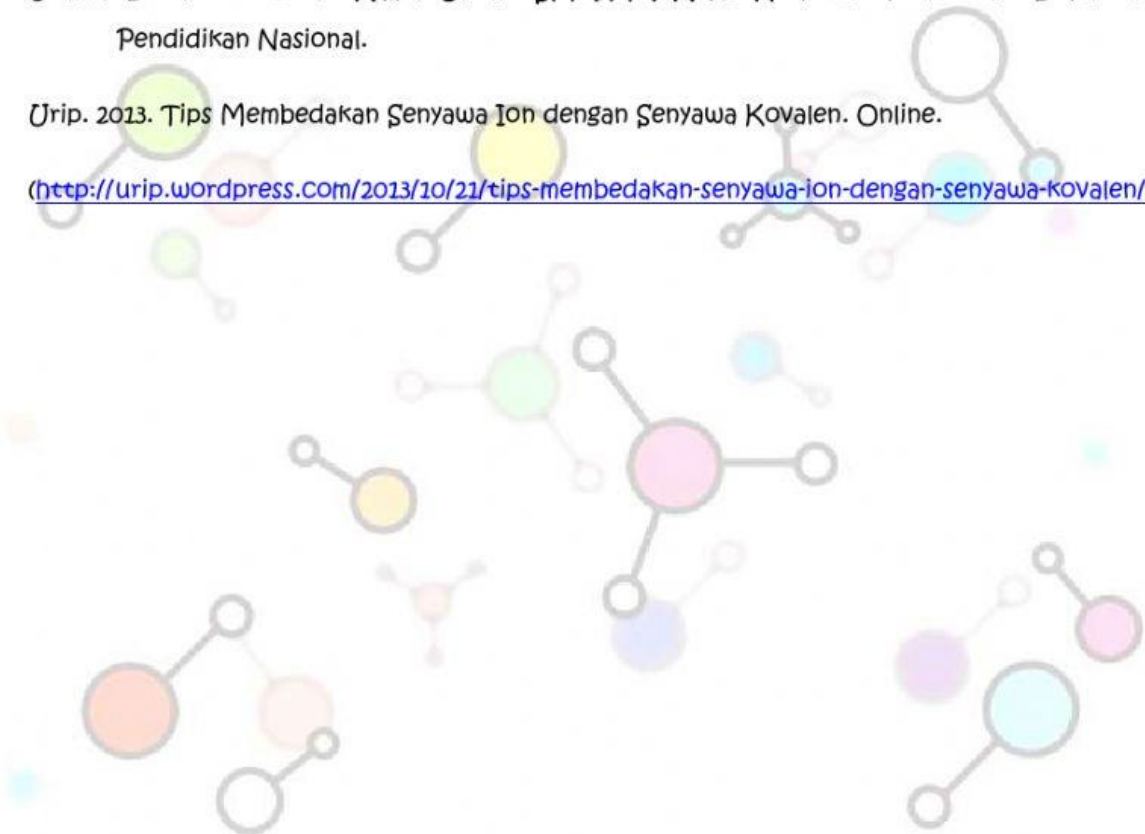 Pendidikan Nasional.
Urip. 2013. Tips Membedakan Senyawa Ion dengan Senyawa Kovalen. Online.
(http://urip.wordpress.com/2013/10/21/tips-membedakan-senyawa-ion-dengan-senyawa-kovalen/